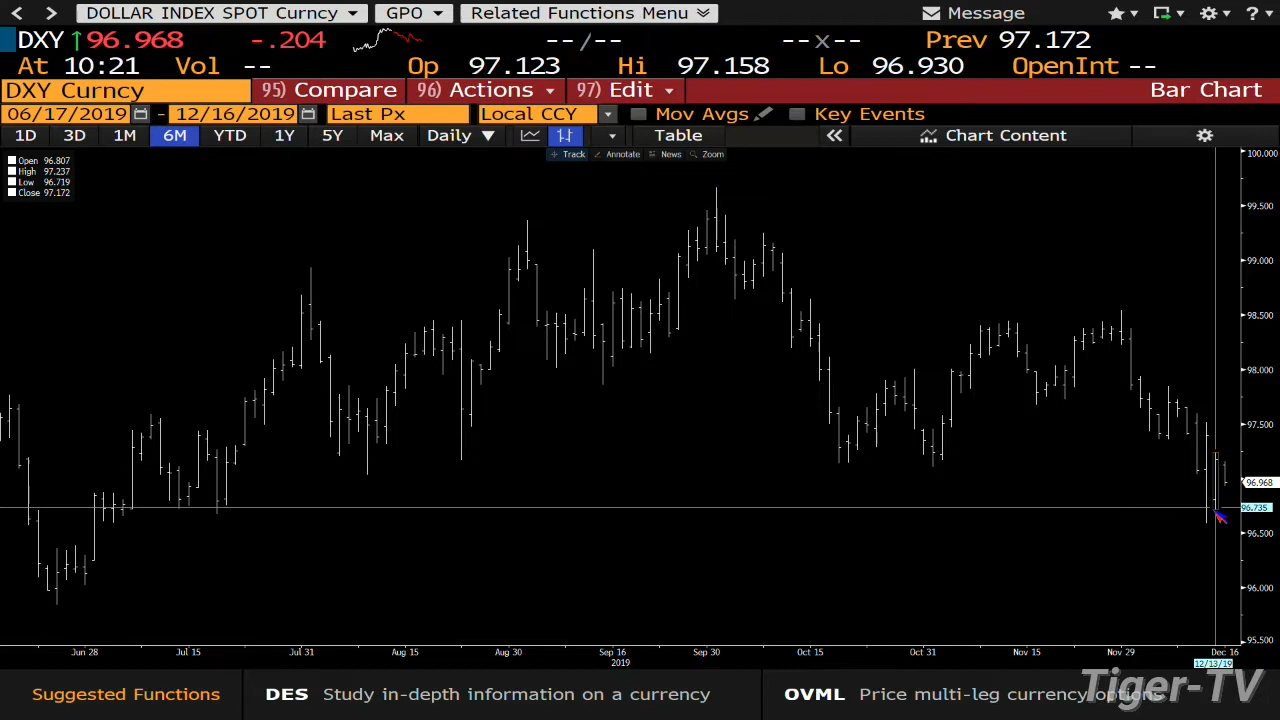 DOLLAR INDEX SPOT Curncy GPO Related Functions Menu Message ?
DXY ↑96.968 -.204 --/-- --x-- Prev 97.172
At 10:21 Vol -- Op 97.123 Hi 97.158 Lo 96.930 OpenInt --
DXY Curncy 95) Compare 96) Actions 97) Edit Bar Chart
06/17/2019 - 12/16/2019 Last Px Local CCY Mov Avgs Key Events
1D 3D 1M 6M YTD 1Y 5Y Max Daily ▼ Table Chart Content
Track Annotate News Zoom
Open 96.807
High 97.237
Low 96.719
Close 97.172
100.000
99.500
99.000
98.500
98.000
97.500
96.968
96.735
96.500
96.000
95.500
Jun 28 Jul 15 Jul 31 Aug 15 Aug 30 Sep 16 Sep 30 Oct 15 Oct 31 Nov 15 Nov 29 Dec 16
2019 12/13/19
Suggested Functions DES Study in-depth information on a currency OVML Price multi-leg currency options
Tiger-TV